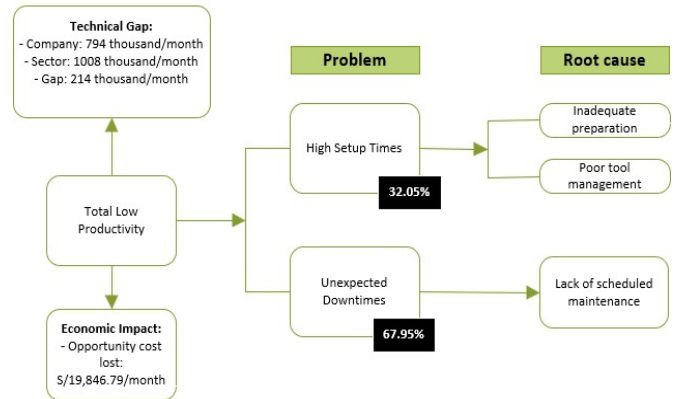 Technical Gap:
- Company: 794 thousand/month
- Sector: 1008 thousand/month
- Gap: 214 thousand/month
Problem
Root cause
High Setup Times
32.05%
Inadequate
preparation
Poor tool
management
Total Low
Productivity
Unexpected
Downtimes
67.95%
Lack of scheduled
maintenance
Economic Impact:
- Opportunity cost
lost:
S/19,846.79/month